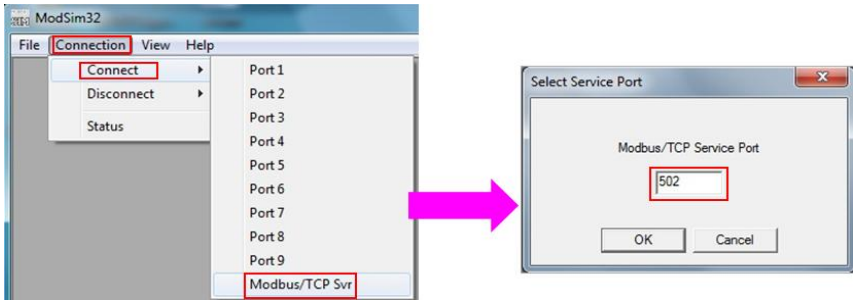 ModSim32
File Connection View Help
Connect
Disconnect
Status
Port 1
Port 2
Port 3
Port 4
Port 5
Port 6
Port 7
Port 8
Port 9
Modbus/TCP Svr
Select Service Port
Modbus/TCP Service Port
502
OK Cancel